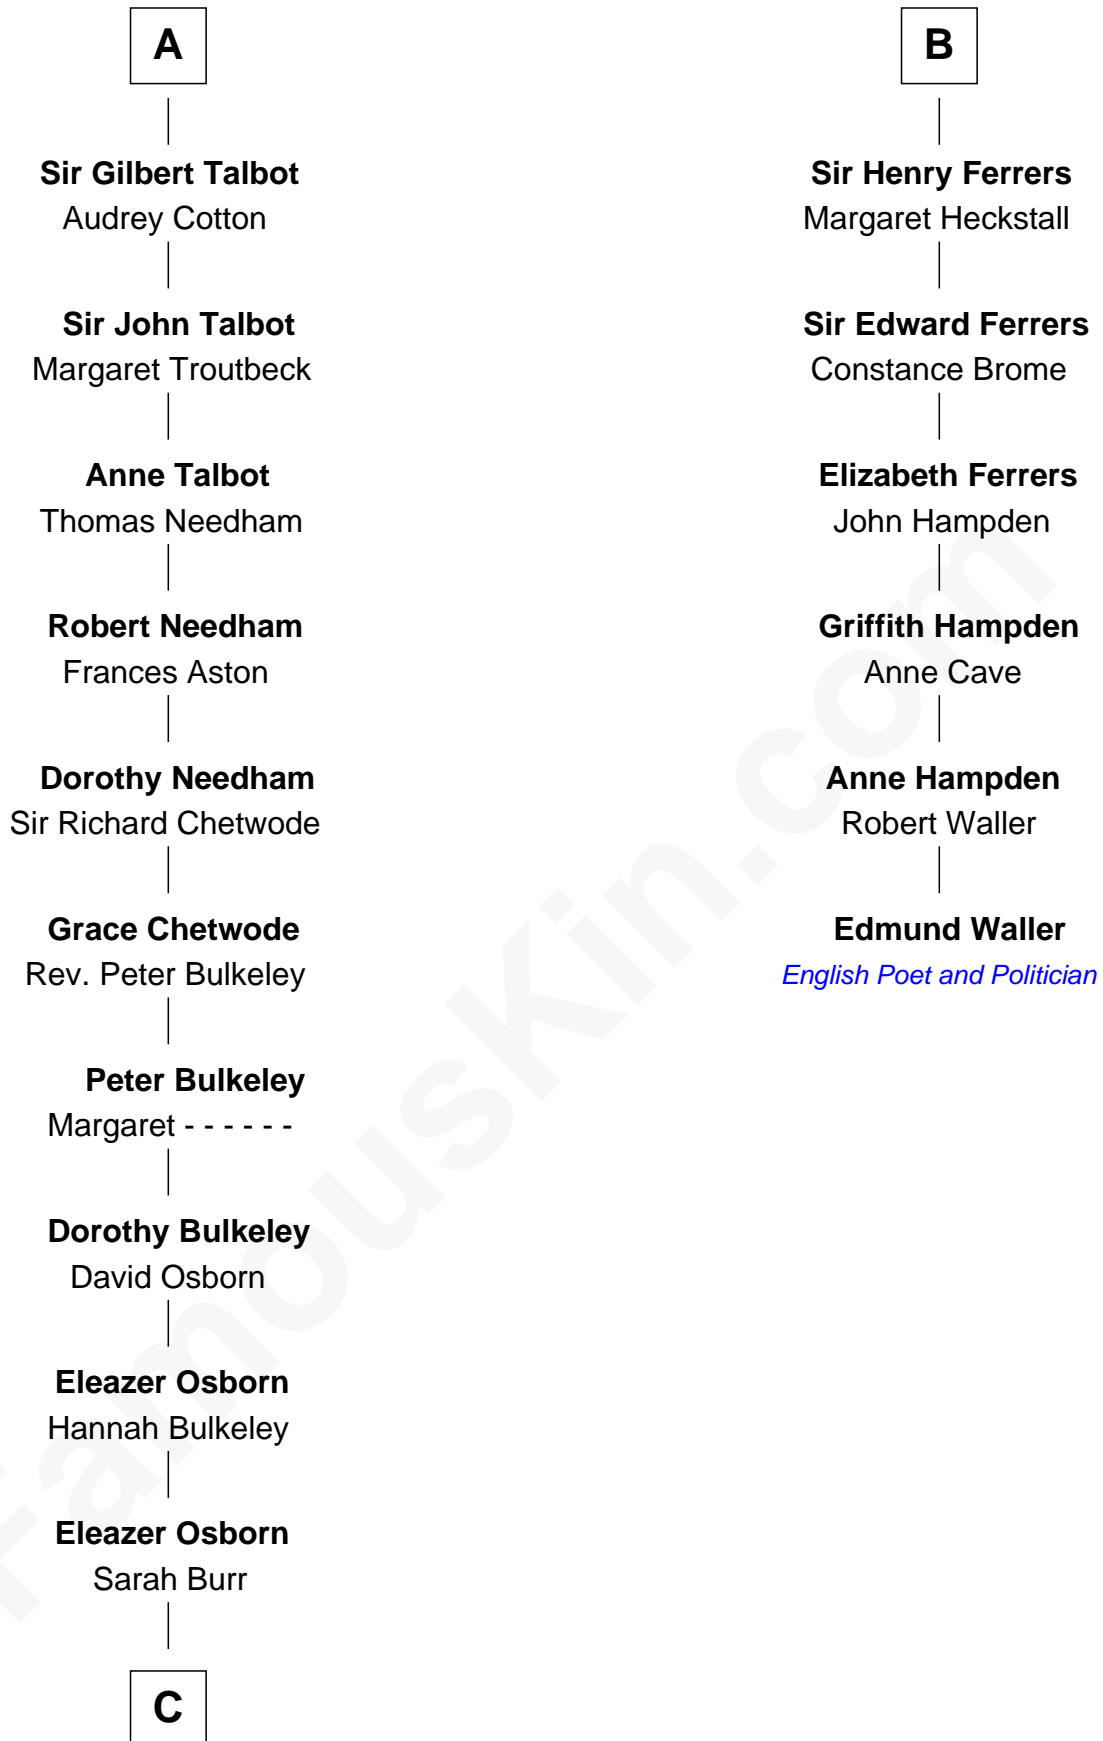 A
Sir Gilbert Talbot
Audrey Cotton
Sir John Talbot
Margaret Troutbeck
Anne Talbot
Thomas Needham
Robert Needham
Frances Aston
Dorothy Needham
Sir Richard Chetwode
Grace Chetwode
Rev. Peter Bulkeley
Peter Bulkeley
Margaret - - - - - -
Dorothy Bulkeley
David Osborn
Eleazer Osborn
Hannah Bulkeley
Eleazer Osborn
Sarah Burr
C
B
Sir Henry Ferrers
Margaret Heckstall
Sir Edward Ferrers
Constance Brome
Elizabeth Ferrers
John Hampden
Griffith Hampden
Anne Cave
Anne Hampden
Robert Waller
Edmund Waller
English Poet and Politician
FamousKin.com